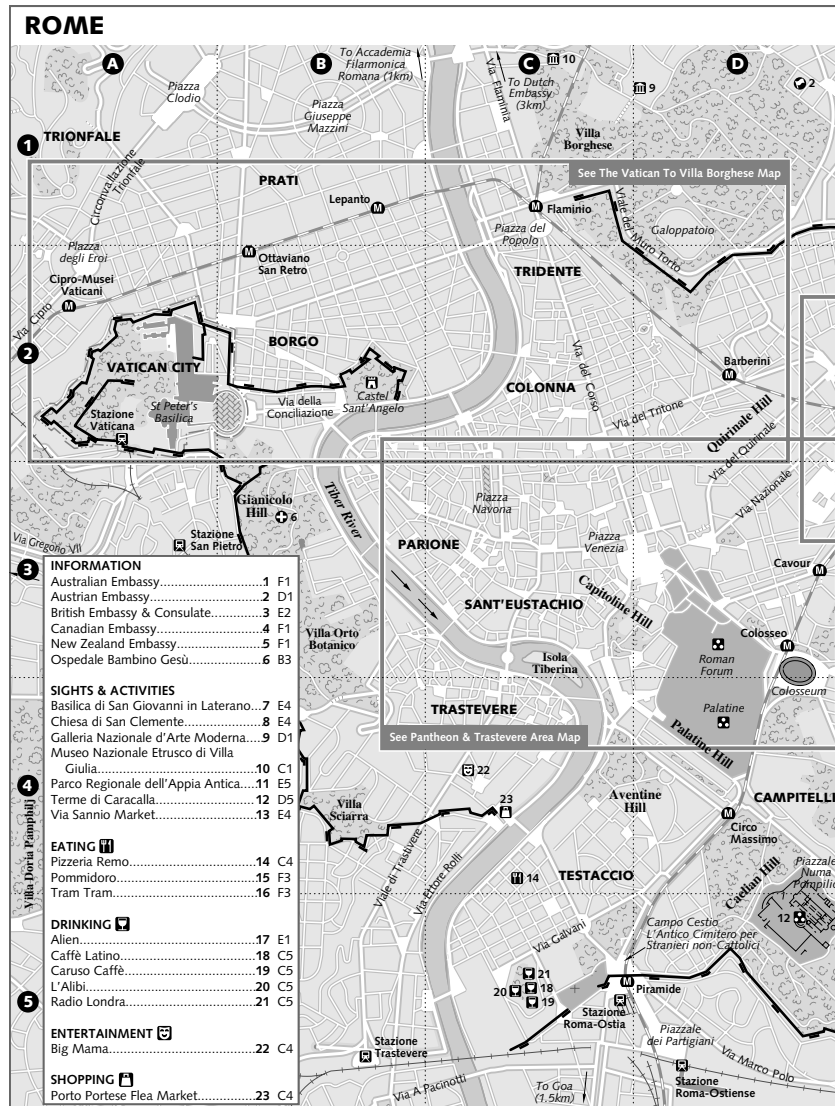 ROME
A
B
C
D
To Accademia
Filarmonica
Romana (1km)
Via Flaminia
To Dutch
Embassy
(3km)
10
9
2
Piazza
Clodio
Piazza
Giuseppe
Mazzini
Villa
Borghese
1
TRIONFALE
Circonvallazione
Trionfale
PRATI
See The Vatican To Villa Borghese Map
Lepanto
M
M
Flaminio
Viale del Muro Torto
Galoppatoio
Piazza del
Popolo
Piazza
degli Eroi
M
Ottaviano
San Retro
TRIDENTE
Cipro-Musei
Vaticani
M
Via Cipro
2
BORGO
VATICAN CITY
Barberini
M
COLONNA
Via del Corso
Castel
Sant'Angelo
Via della
Conciliazione
St Peter's
Basilica
Stazione
Vaticana
Via del Tritone
Quirinale Hill
Via del Quirinale
Tiber River
Gianicolo
Hill
6
Piazza
Navona
Via Nazionale
Stazione
San Pietro
Via Gregorio VII
PARIONE
Piazza
Venezia
3
Cavour
M
SANT'EUSTACHIO
Capitoline Hill
Villa Orto
Botanico
Isola
Tiberina
Roman
Forum
Colosseo
M
Colosseum
Palatine
TRASTEVERE
Palatine Hill
See Pantheon & Trastevere Area Map
INFORMATION
Australian Embassy.....1 F1
Austrian Embassy.....2 D1
British Embassy & Consulate.....3 E2
Canadian Embassy.....4 F1
New Zealand Embassy.....5 F1
Ospedale Bambino Gesù.....6 B3
SIGHTS & ACTIVITIES
Basilica di San Giovanni in Laterano...7 E4
Chiesa di San Clemente.....8 E4
Galleria Nazionale d'Arte Moderna.....9 D1
Museo Nazionale Etrusco di Villa
Giulia.....10 C1
Parco Regionale dell'Appia Antica.....11 E5
Terme di Caracalla.....12 D5
Via Sannio Market.....13 E4
EATING
Pizzeria Remo.....14 C4
Pommidoro.....15 F3
Tram Tram.....16 F3
DRINKING
Alien.....17 E1
Caffè Latino.....18 C5
Caruso Caffè.....19 C5
L'Alibi.....20 C5
Radio Londra.....21 C5
ENTERTAINMENT
Big Mama.....22 C4
SHOPPING
Porto Portese Flea Market.....23 C4
4
Villa Doria Pamphilj
22
23
Villa
Sciarra
Aventine
Hill
CAMPITELLI
M
Circo
Massimo
Viale di Trastivere
Via Ettore Rolli
14
TESTACCIO
Caelian Hill
Piazzale
Numa
Pompilio
12
Via Galvani
Campo Cestio
L'Antico Cimitero per
Stranieri non-Cattolici
5
21
20
18
19
M
Piramide
Stazione
Roma-Ostia
Stazione
Trastevere
Piazzale
dei Partigiani
Via Marco Polo
Via A Pacinotti
To Goa
(1.5km)
Stazione
Roma-Ostiense